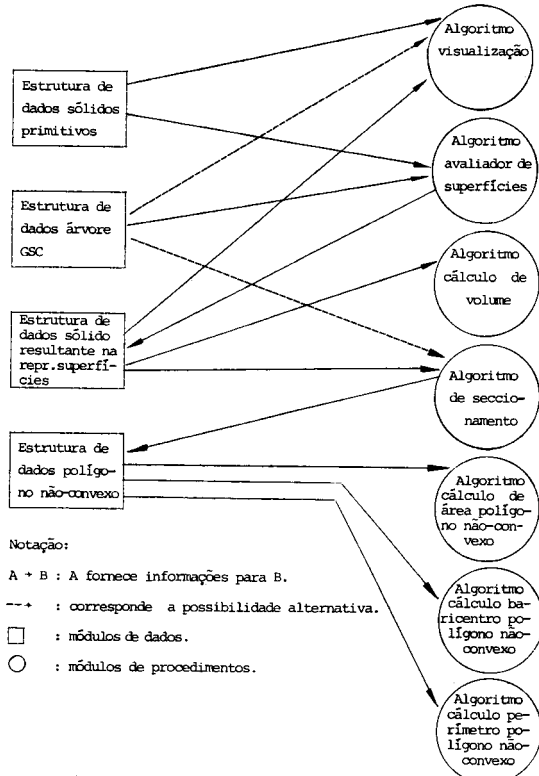 Algoritmo
visualização
Estrutura de
dados sólidos
primitivos
Algoritmo
avaliador de
superfícies
Estrutura de
dados árvore
GSC
Algoritmo
cálculo de
volume
Estrutura de
dados sólido
resultante na
repr.superfí-
cies
Algoritmo
de seccio-
namento
Estrutura de
dados polígo-
no não-convexo
Algoritmo
cálculo de
área polígo-
no não-con-
vexo
Notação:
A → B : A fornece informações para B.
--→ : corresponde a possibilidade alternativa.
: módulos de dados.
: módulos de procedimentos.
Algoritmo
cálculo ba-
ricentro po-
lígono não-
convexo
Algoritmo
cálculo pe-
rímetro po-
lígono não-
convexo